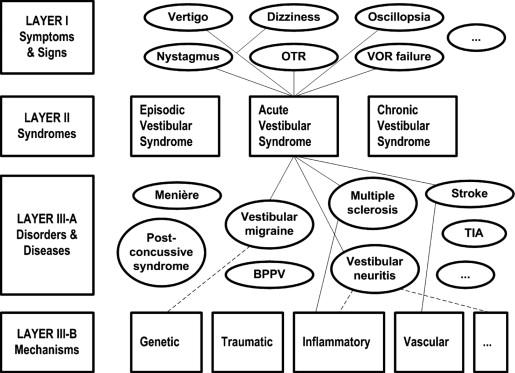 LAYER I
Symptoms
& Signs
Vertigo
Dizziness
Oscillopsia
...
Nystagmus
OTR
VOR failure
LAYER II
Syndromes
Episodic
Vestibular
Syndrome
Acute
Vestibular
Syndrome
Chronic
Vestibular
Syndrome
LAYER III-A
Disorders &
Diseases
Menière
Vestibular
migraine
Multiple
sclerosis
Stroke
Post-
concussive
syndrome
TIA
BPPV
Vestibular
neuritis
...
LAYER III-B
Mechanisms
Genetic
Traumatic
Inflammatory
Vascular
...